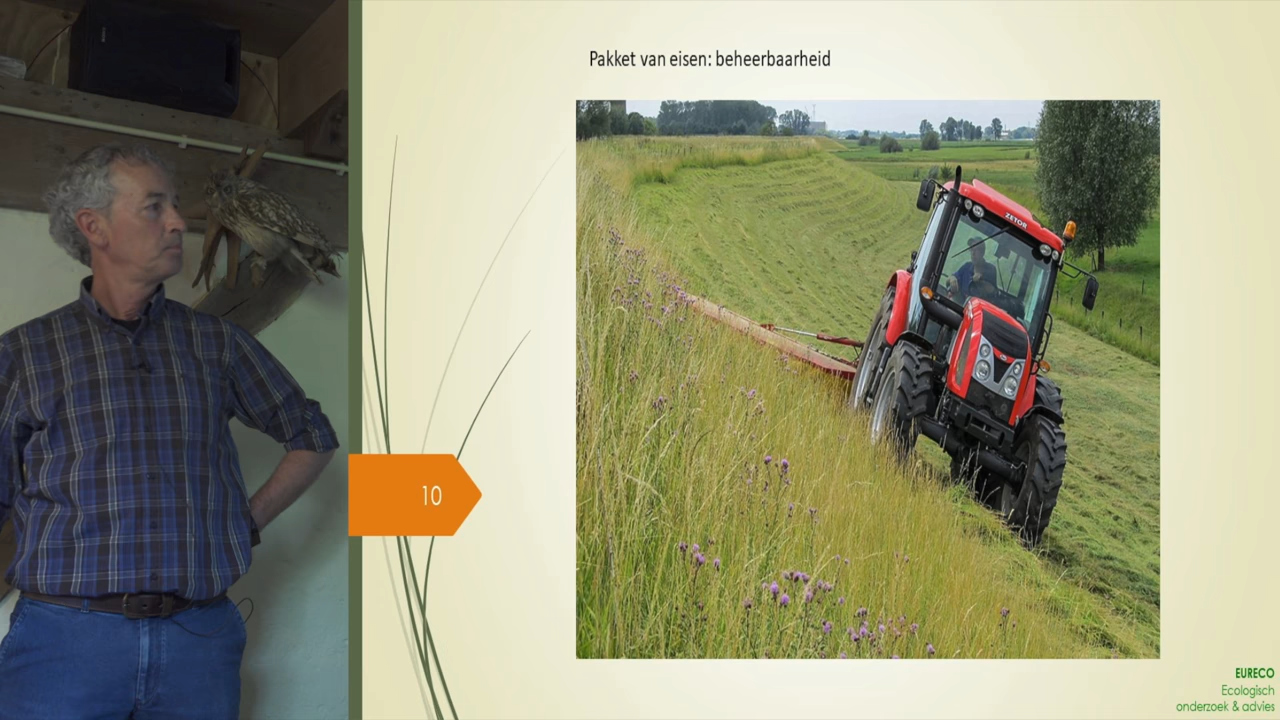 Pakket van eisen: beheerbaarheid
ZETOR
10
EURECO
Ecologisch
onderzoek & advies